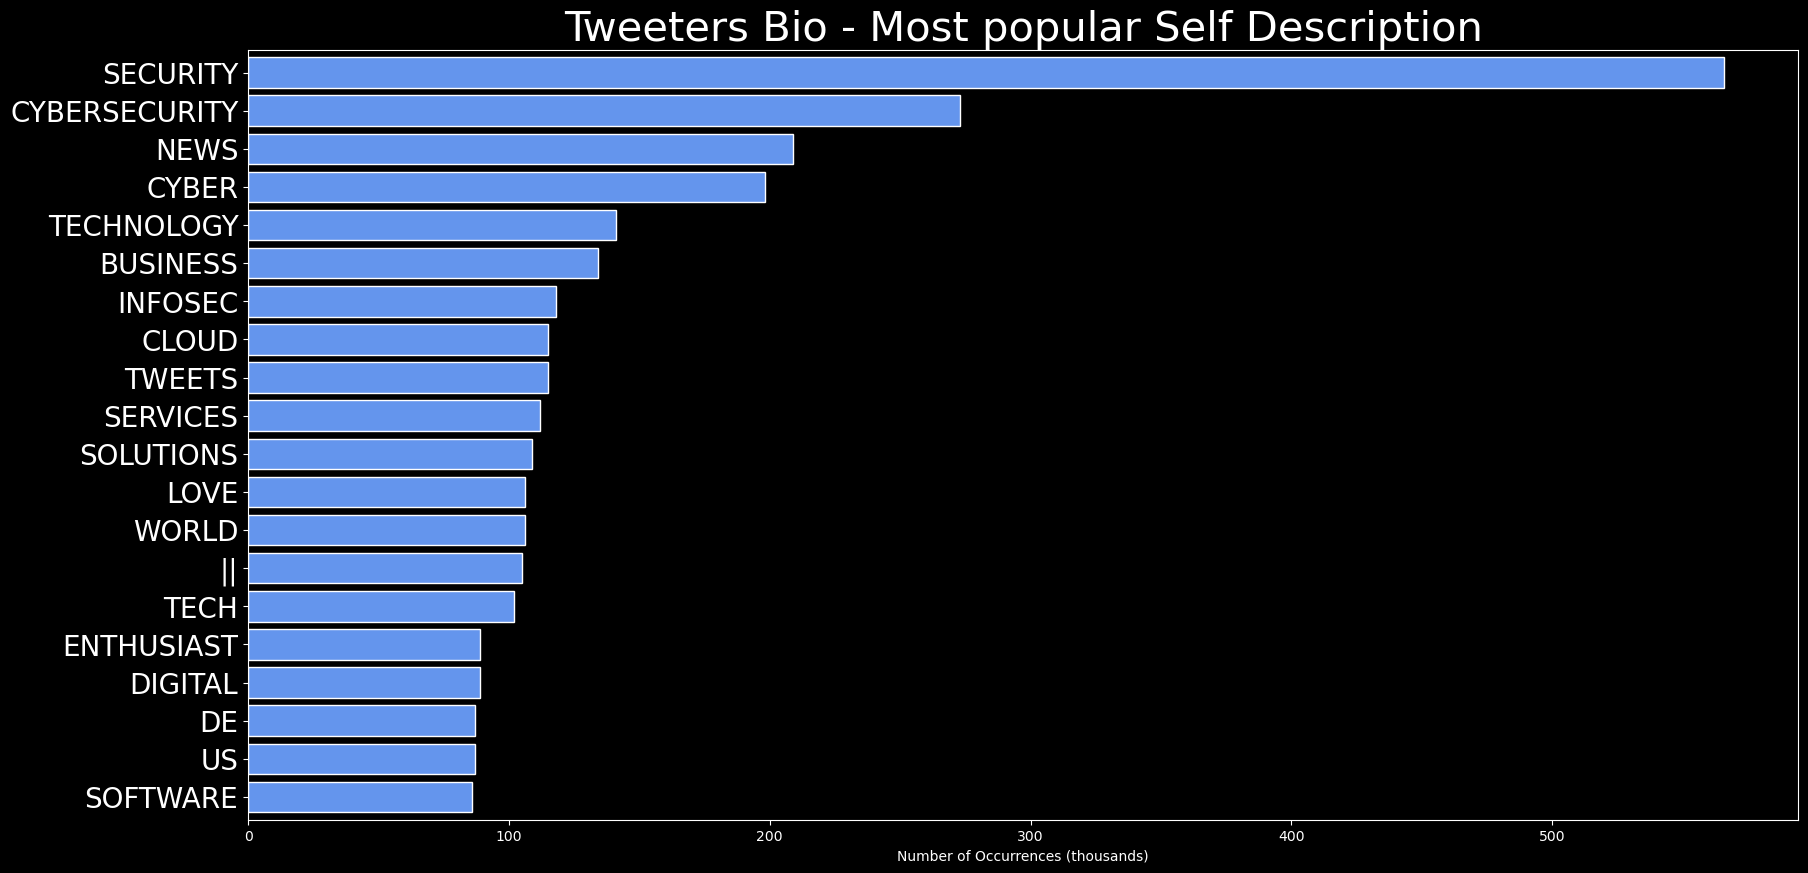 Tweeters Bio - Most popular Self Description
SECURITY
CYBERSECURITY
NEWS
CYBER
TECHNOLOGY
BUSINESS
INFOSEC
CLOUD
TWEETS
SERVICES
SOLUTIONS
LOVE
WORLD
||
TECH
ENTHUSIAST
DIGITAL
DE
US
SOFTWARE
0 100 200 300 400 500
Number of Occurrences (thousands)